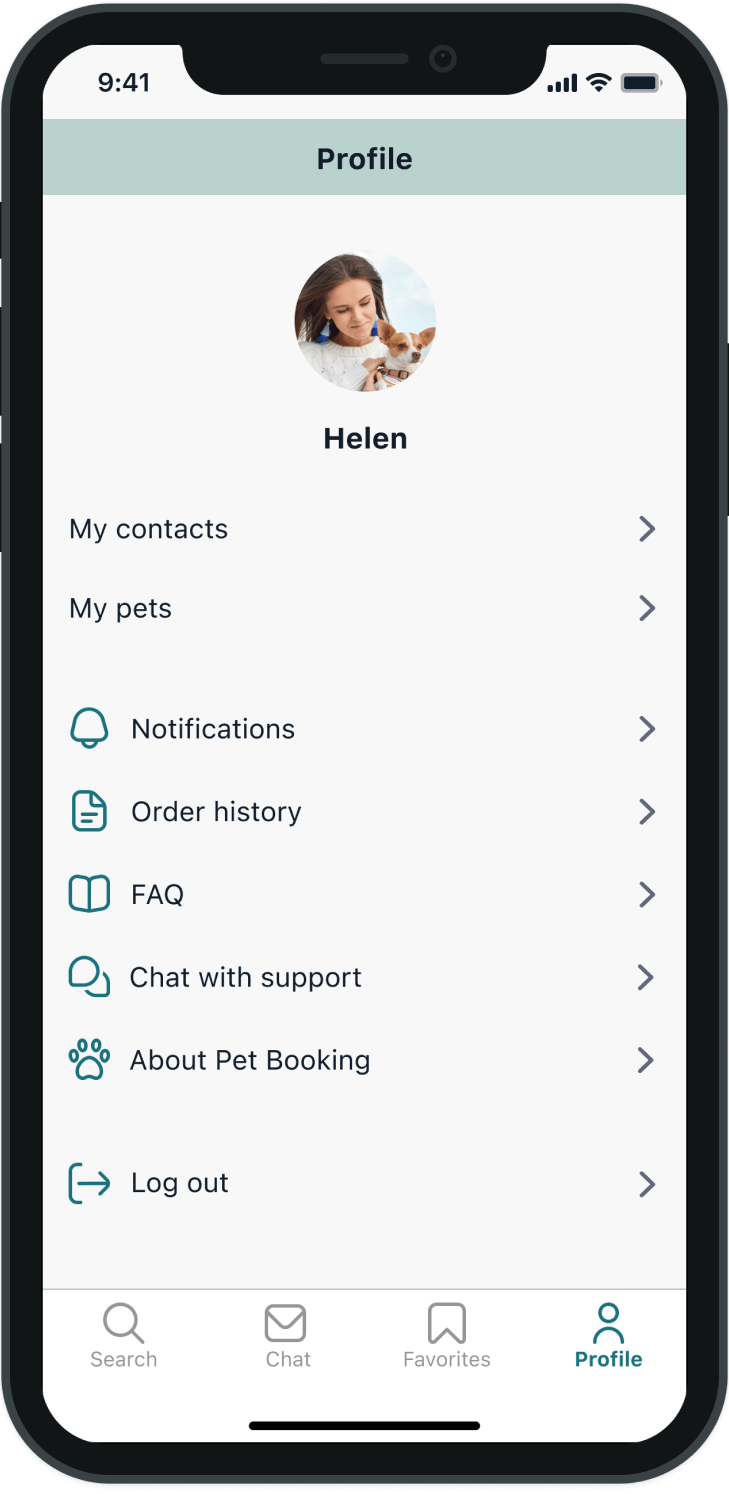 9:41
Profile
Helen
My contacts
My pets
Notifications
Order history
FAQ
Chat with support
About Pet Booking
Log out
Search Chat Favorites Profile